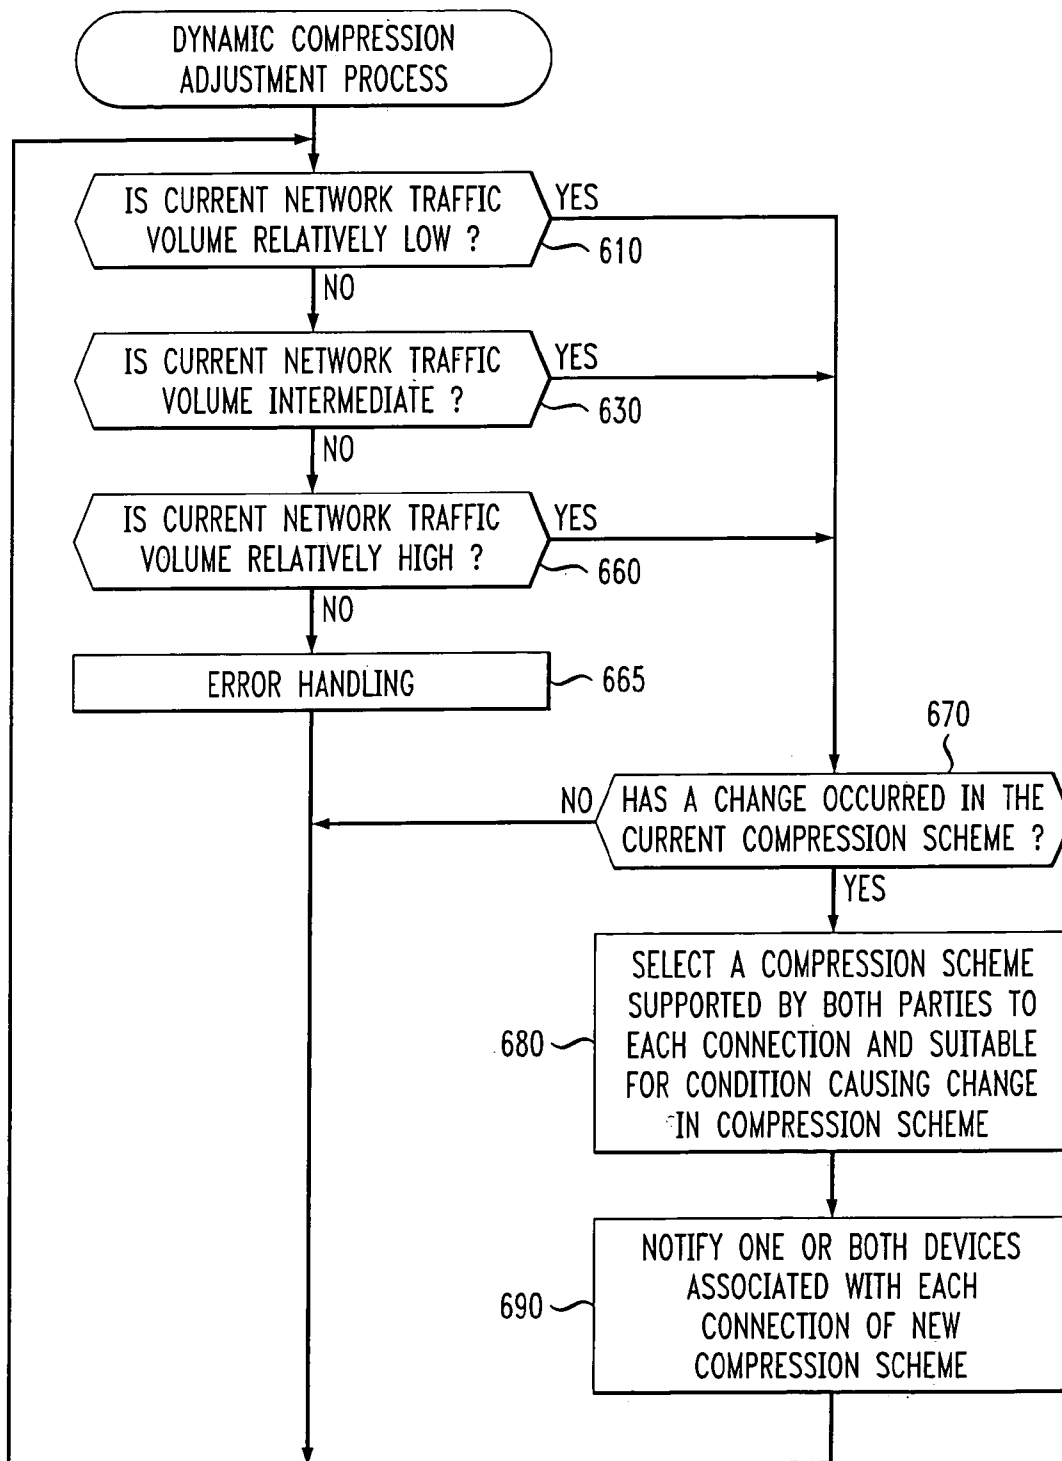 DYNAMIC COMPRESSION
ADJUSTMENT PROCESS
IS CURRENT NETWORK TRAFFIC
VOLUME RELATIVELY LOW ?
YES
610
NO
IS CURRENT NETWORK TRAFFIC
VOLUME INTERMEDIATE ?
YES
630
NO
IS CURRENT NETWORK TRAFFIC
VOLUME RELATIVELY HIGH ?
YES
660
NO
ERROR HANDLING
665
670
HAS A CHANGE OCCURRED IN THE
CURRENT COMPRESSION SCHEME ?
NO
YES
SELECT A COMPRESSION SCHEME
SUPPORTED BY BOTH PARTIES TO
EACH CONNECTION AND SUITABLE
FOR CONDITION CAUSING CHANGE
IN COMPRESSION SCHEME
680
NOTIFY ONE OR BOTH DEVICES
ASSOCIATED WITH EACH
CONNECTION OF NEW
COMPRESSION SCHEME
690